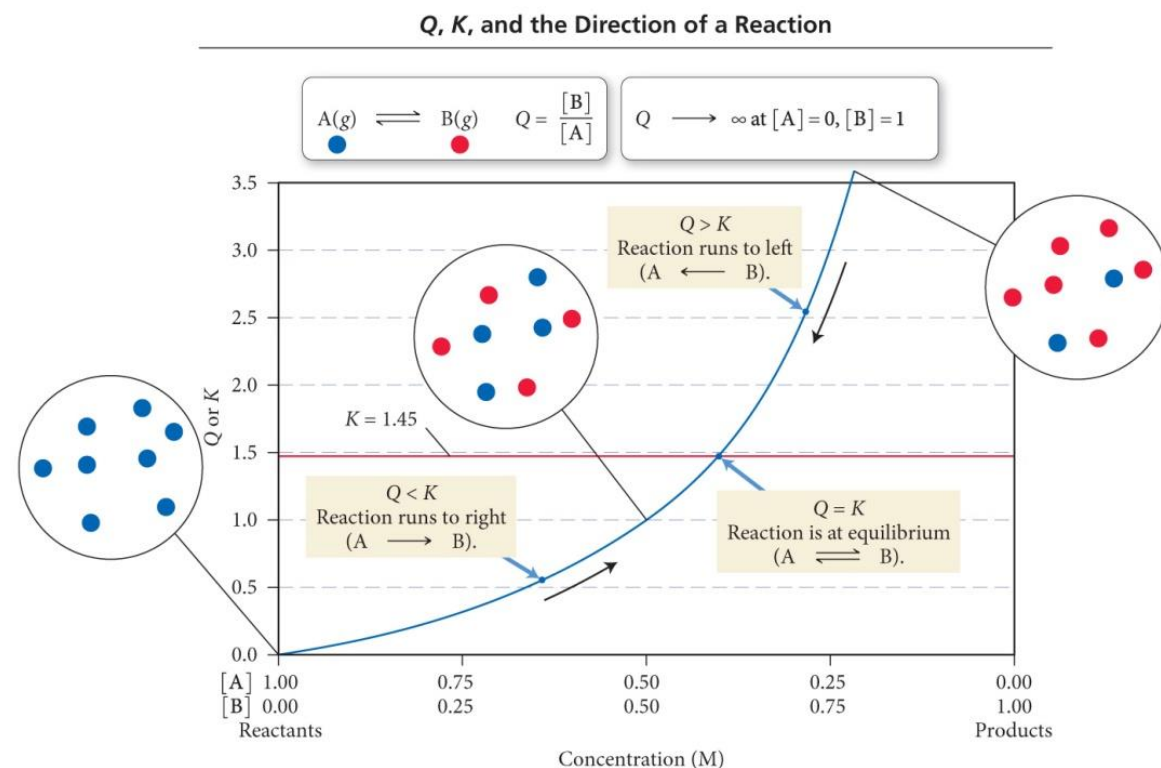 Q, K, and the Direction of a Reaction
A(g) ⇌ B(g) Q = [B]/[A]
Q ⟶ ∞ at [A] = 0, [B] = 1
3.5
3.0
2.5
2.0
1.5
1.0
0.5
0.0
Q or K
Q > K
Reaction runs to left
(A ⟵ B).
K = 1.45
Q < K
Reaction runs to right
(A ⟶ B).
Q = K
Reaction is at equilibrium
(A ⇌ B).
[A] 1.00 0.75 0.50 0.25 0.00
[B] 0.00 0.25 0.50 0.75 1.00
Reactants Products
Concentration (M)